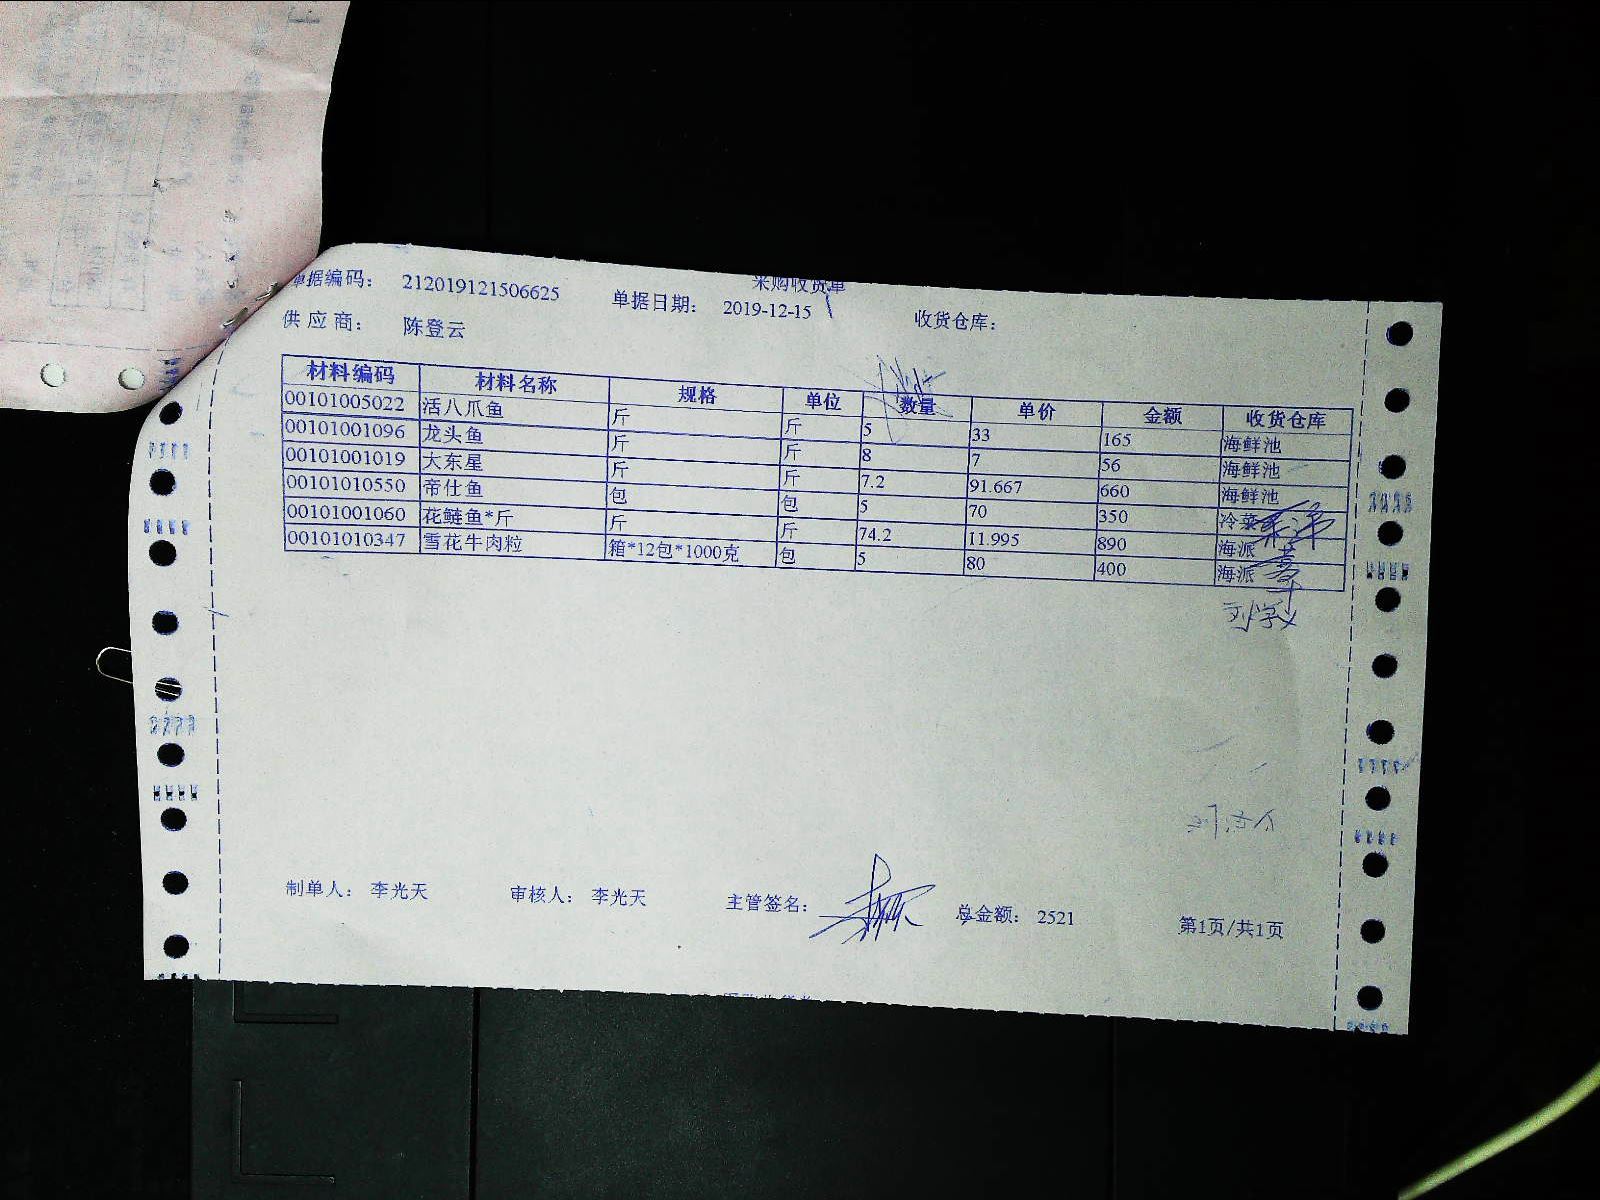 采购收货单
单据编码： 212019121506625 单据日期： 2019-12-15 收货仓库：
供应商： 陈登云
材料编码 材料名称 规格 单位 数量 单价 金额 收货仓库
00101005022 活八爪鱼 斤 斤 5 33 165 海鲜池
00101001096 龙头鱼 斤 斤 8 7 56 海鲜池
00101001019 大东星 斤 斤 7.2 91.667 660 海鲜池
00101010550 帝仕鱼 包 包 5 70 350 冷菜
00101001060 花鲢鱼*斤 斤 斤 74.2 11.995 890 海派
00101010347 雪花牛肉粒 箱*12包*1000克 包 5 80 400 海派
制单人： 李光天 审核人： 李光天 主管签名： 总金额： 2521 第1页/共1页